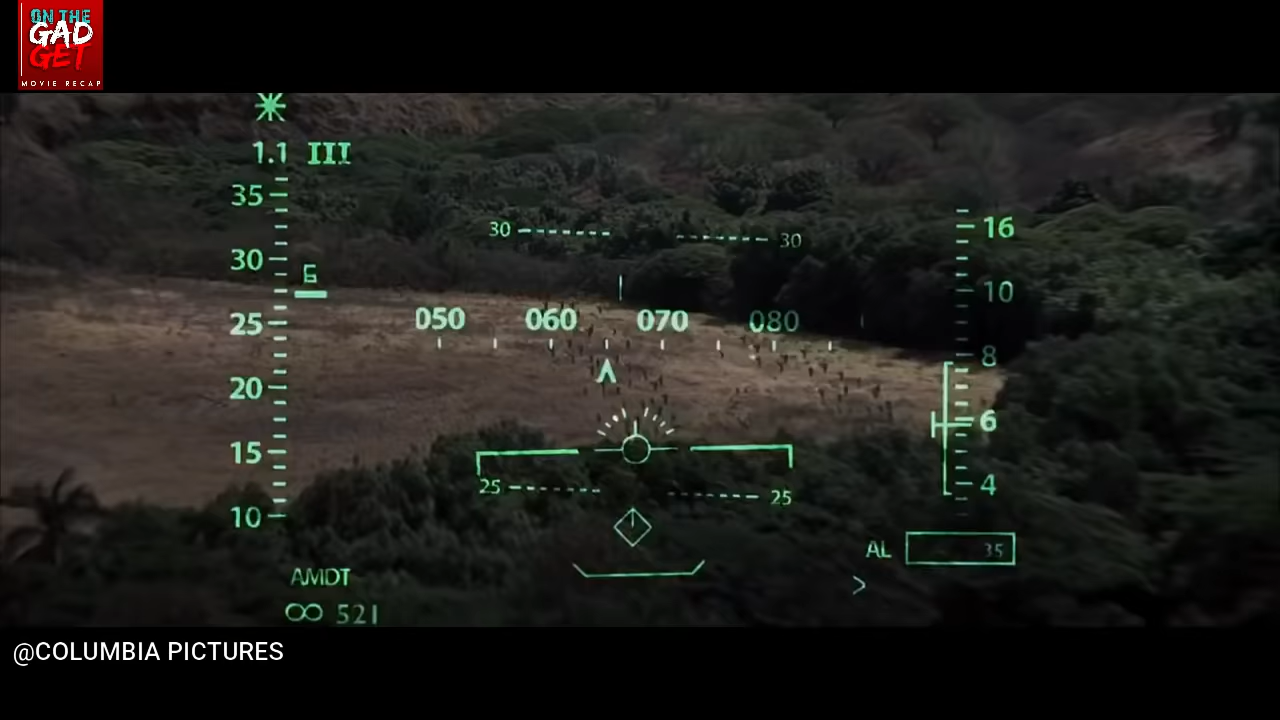 ON THE
GAD
GET
MOVIE RECAP
1.1 III
35
30
25
20
15
10
G
30 30
050 060 070 080
25 25
16
10
8
6
4
AL 35
AMDT
∞ 521
@COLUMBIA PICTURES